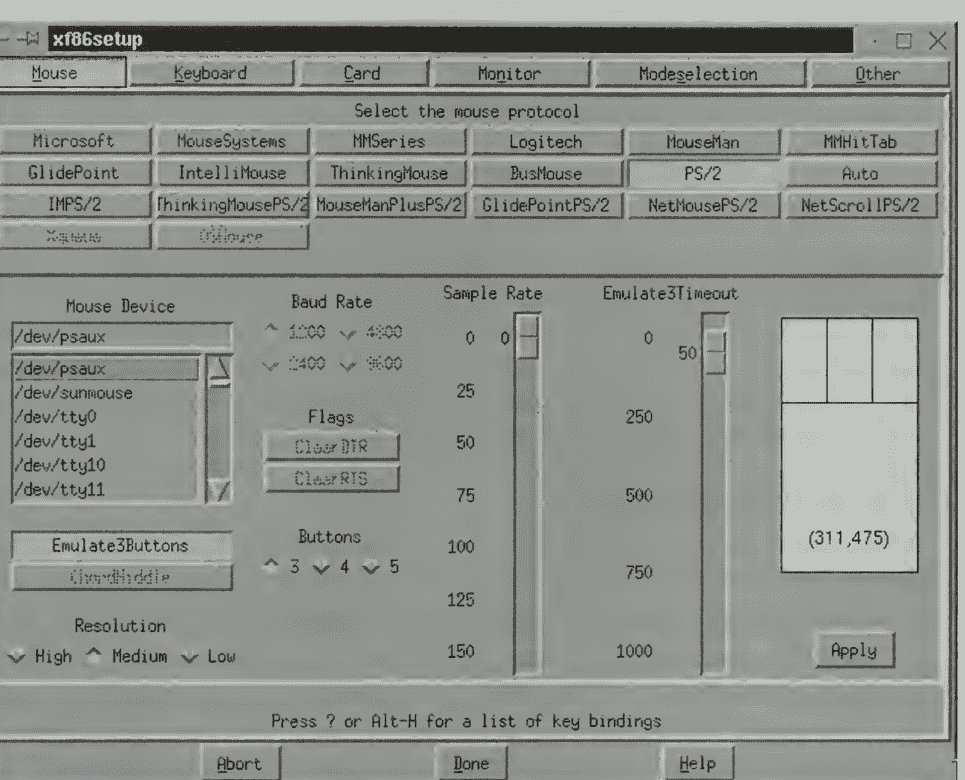 xf86setup
Mouse Keyboard Card Monitor Modeselection Other
Select the mouse protocol
Microsoft MouseSystems MMSeries Logitech MouseMan MMHitTab
GlidePoint IntelliMouse ThinkingMouse BusMouse PS/2 Auto
IMPS/2 ThinkingMousePS/2 MouseManPlusPS/2 GlidePointPS/2 NetMousePS/2 NetScrollPS/2
Xqueue OSMouse
Mouse Device
/dev/psaux
/dev/psaux
/dev/sunmouse
/dev/tty0
/dev/tty1
/dev/tty10
/dev/tty11
Emulate3Buttons
ChordMiddle
Resolution
High Medium Low
Baud Rate
1200 4800
2400 9600
Flags
ClearDTR
ClearRTS
Buttons
3 4 5
Sample Rate
0 0
25
50
75
100
125
150
Emulate3Timeout
0
50
250
500
750
1000
(311,475)
Apply
Press ? or Alt-H for a list of key bindings
Abort Done Help